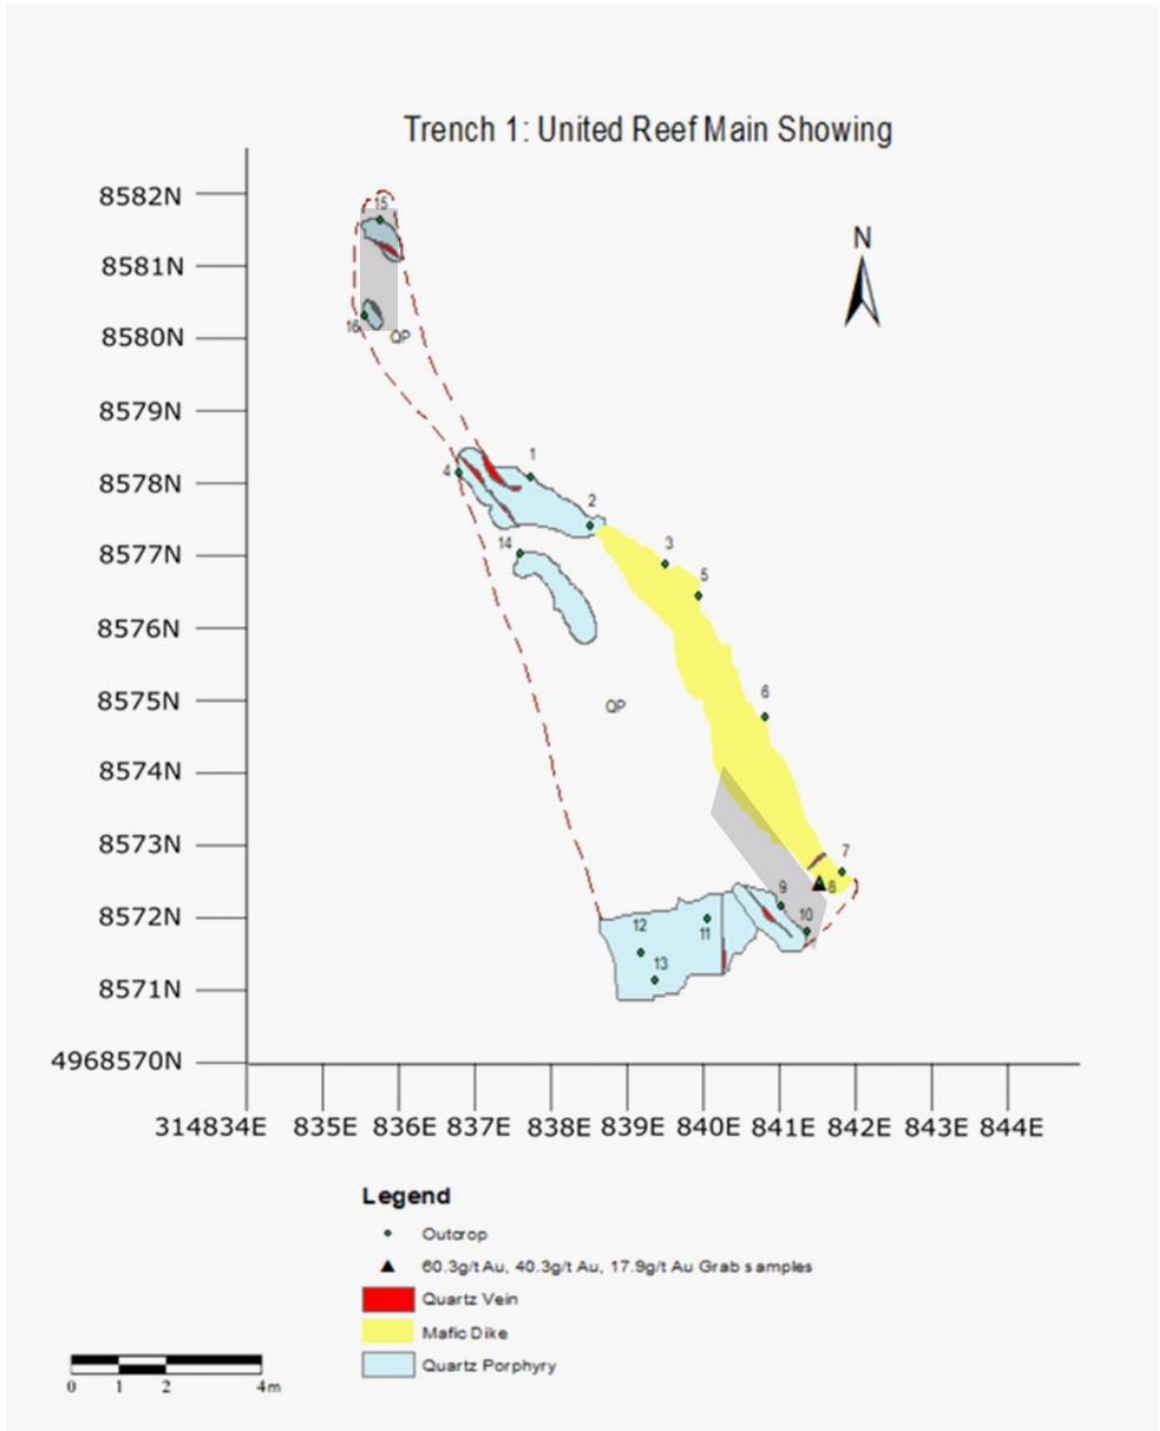 Trench 1: United Reef Main Showing
8582N
15
N
8581N
16
8580N
QP
8579N
1
4
8578N
2
14
3
8577N
5
8576N
6
8575N
QP
8574N
8573N
7
8
9
8572N
10
12
11
13
8571N
4968570N
314834E 835E 836E 837E 838E 839E 840E 841E 842E 843E 844E
Legend
Outcrop
60.3g/t Au, 40.3g/t Au, 17.9g/t Au Grab samples
Quartz Vein
Mafic Dike
Quartz Porphyry
0 1 2 4m